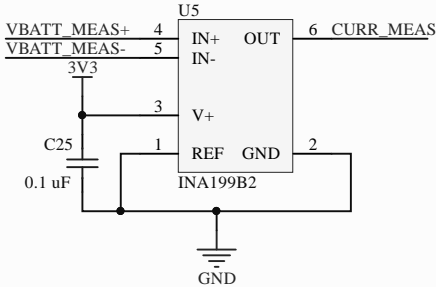 U5
VBATT_MEAS+ 4 IN+ OUT 6 CURR_MEAS
VBATT_MEAS- 5 IN-
3V3
3 V+
C25
1 REF GND 2
0.1 uF
INA199B2
GND